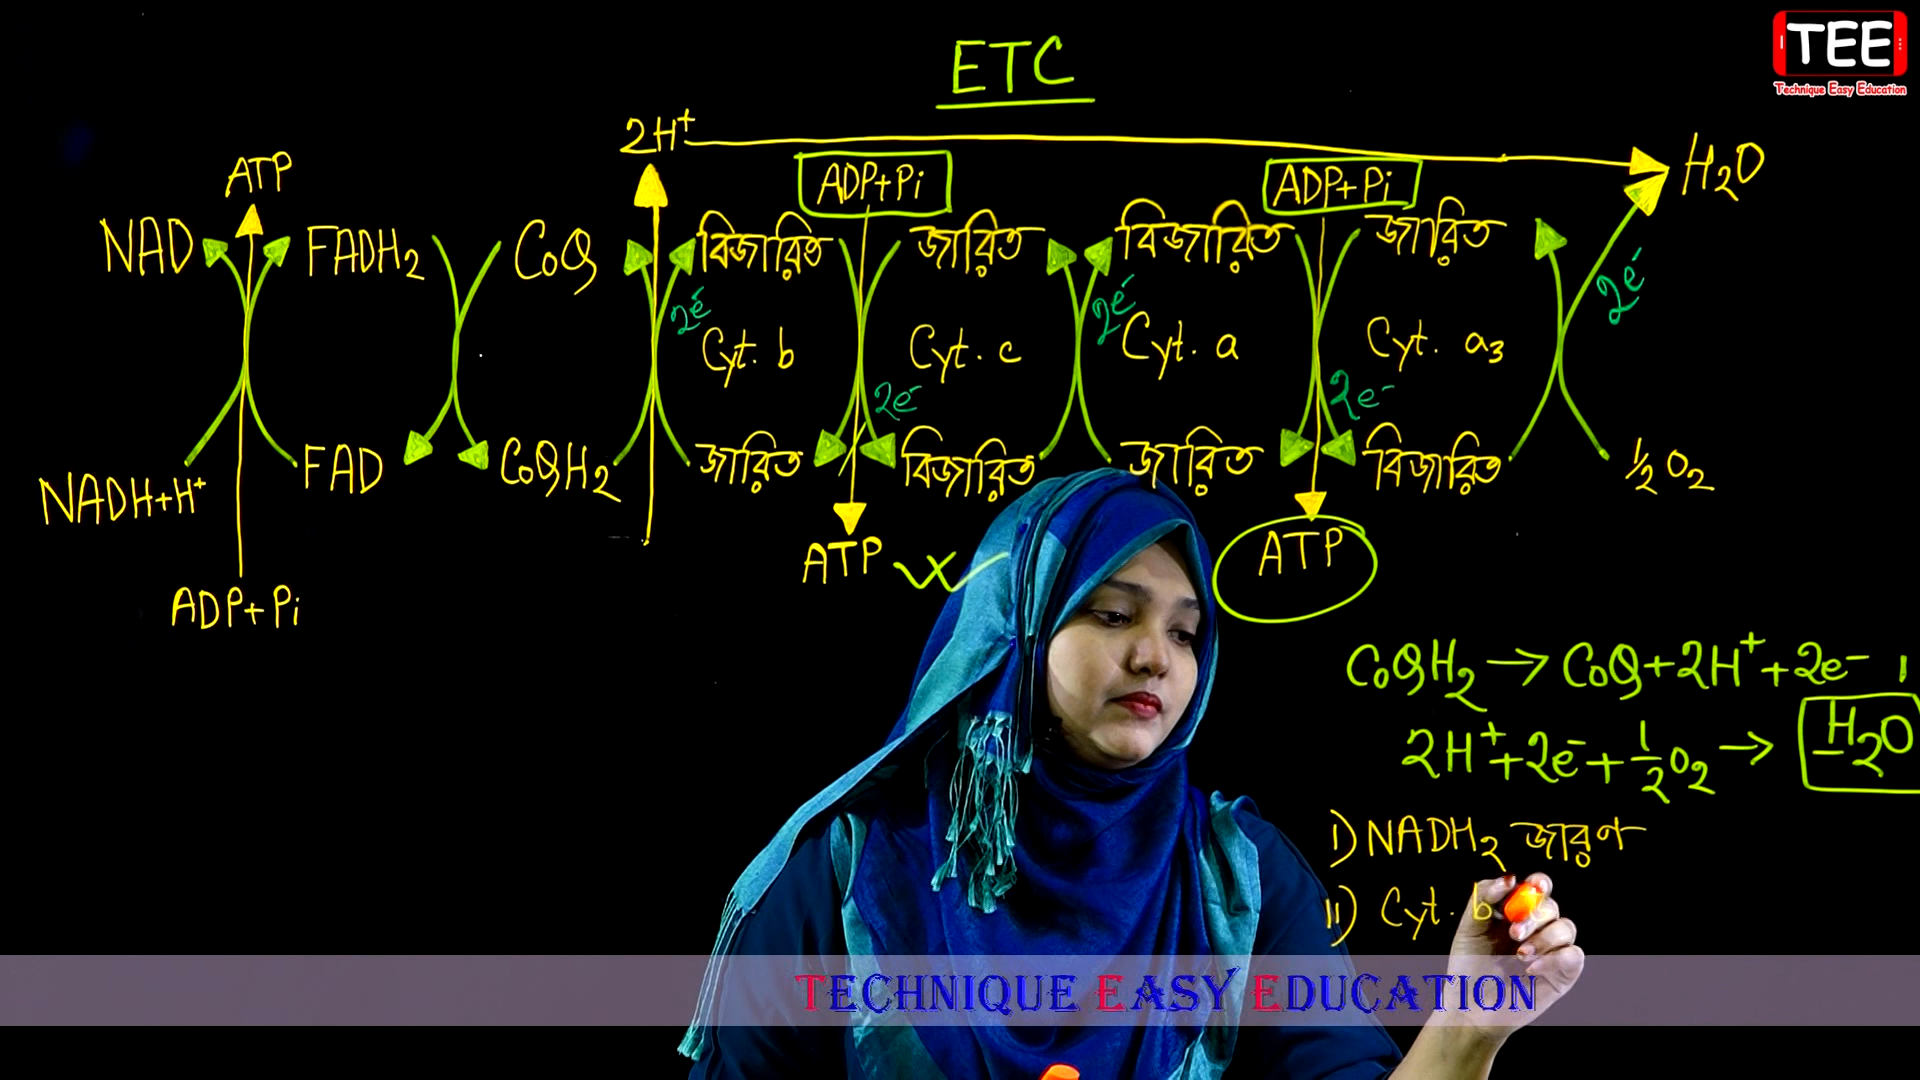 ETC
TEE
Technique Easy Education
2H⁺
H₂O
ATP
ADP+Pi
ADP+Pi
NAD
FADH₂
CoQ
বিজারিত
জারিত
বিজারিত
জারিত
2e⁻
2e⁻
2e⁻
Cyt. b
Cyt. c
Cyt. a
Cyt. a₃
2e⁻
2e⁻
NADH+H⁺
FAD
CoQH₂
জারিত
বিজারিত
জারিত
বিজারিত
½O₂
ATP
ATP
ADP+Pi
CoQH₂ → CoQ+2H⁺+2e⁻
2H⁺+2e⁻+½O₂ → H₂O
i) NADH₂ জারণ
ii) Cyt. b
TECHNIQUE EASY EDUCATION